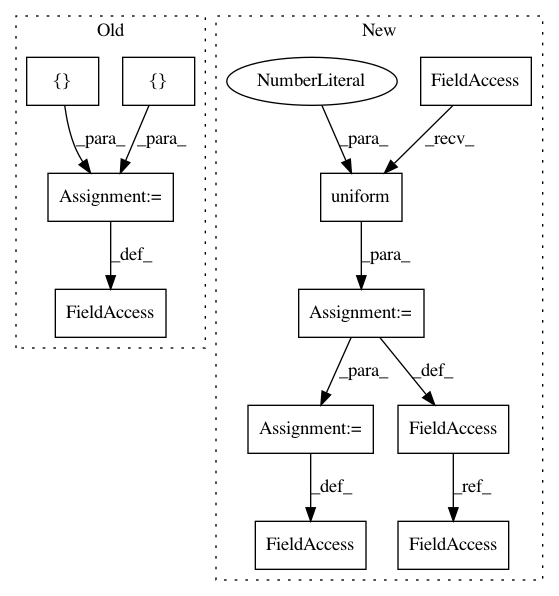 Old
New
{}
{}
NumberLiteral
FieldAccess
_para_
_para_
_para_
_recv_
Assignment:=
uniform
_def_
_para_
FieldAccess
Assignment:=
_para_
_def_
Assignment:=
FieldAccess
_def_
_ref_
FieldAccess
FieldAccess